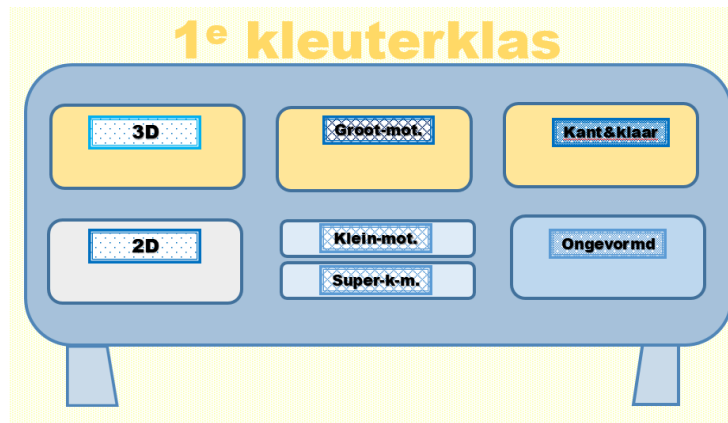 1e kleuterklas
3D
Groot-mot.
Kant&klaar
2D
Klein-mot.
Ongevormd
Super-k-m.